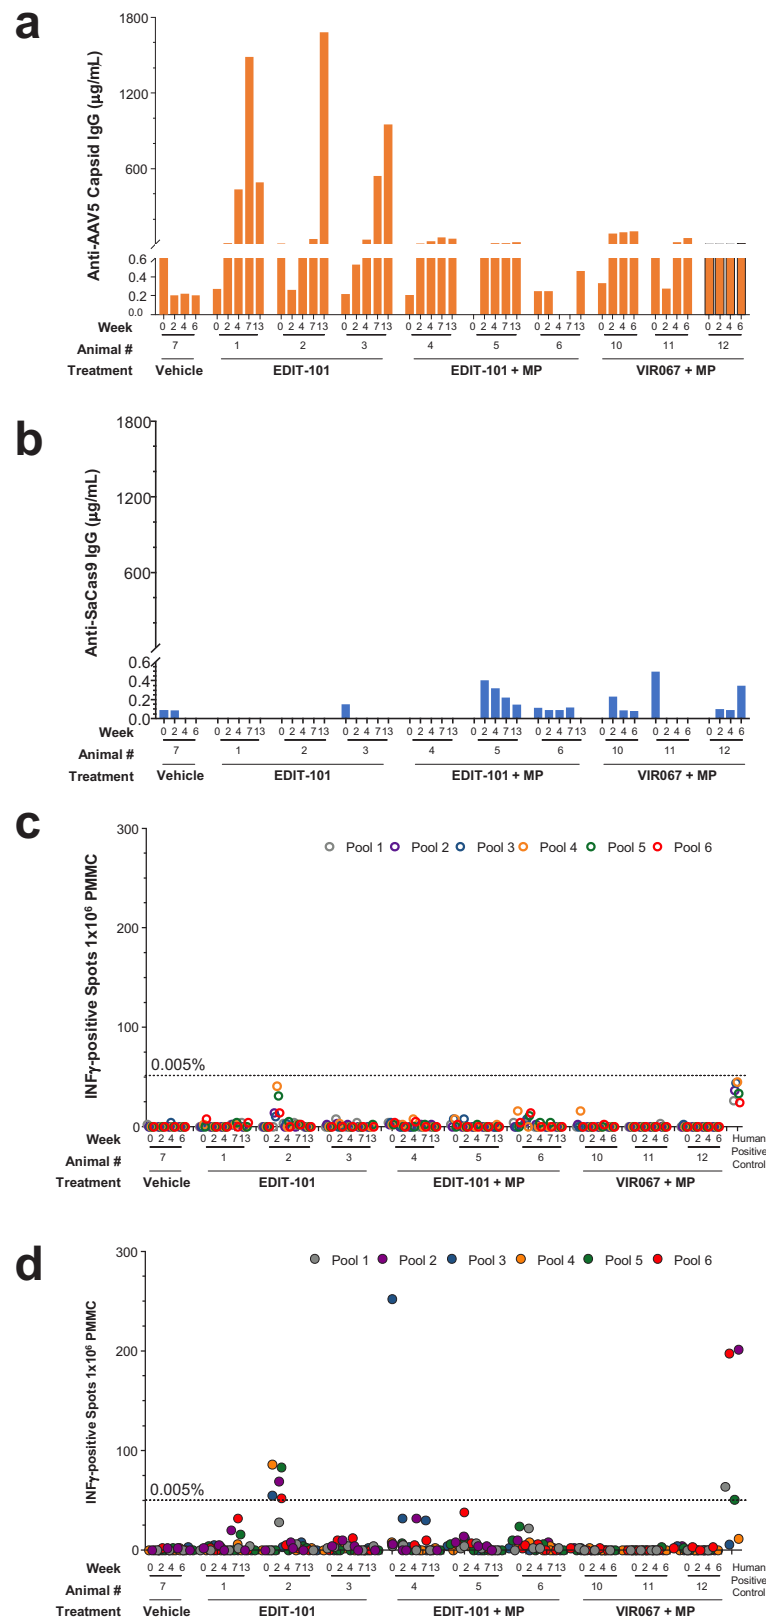 a
Anti-AAV5 Capsid IgG (µg/mL)
1800
1200
600
0.6
0.4
0.2
0.0
Week 0 2 4 6 0 2 4 7 13 0 2 4 7 13 0 2 4 7 13 0 2 4 7 13 0 2 4 7 13 0 2 4 7 13 0 2 4 6 0 2 4 6 0 2 4 6
Animal # 7 1 2 3 4 5 6 10 11 12
Treatment Vehicle EDIT-101 EDIT-101 + MP VIR067 + MP
b
Anti-SaCas9 IgG (µg/mL)
1800
1200
600
0.6
0.4
0.2
0.0
Week 0 2 4 6 0 2 4 7 13 0 2 4 7 13 0 2 4 7 13 0 2 4 7 13 0 2 4 7 13 0 2 4 7 13 0 2 4 6 0 2 4 6 0 2 4 6
Animal # 7 1 2 3 4 5 6 10 11 12
Treatment Vehicle EDIT-101 EDIT-101 + MP VIR067 + MP
c
INFγ-positive Spots 1x10⁶ PMMC
300
Pool 1 Pool 2 Pool 3 Pool 4 Pool 5 Pool 6
200
100
0.005%
0
Week 0 2 4 6 0 2 4 7 13 0 2 4 7 13 0 2 4 7 13 0 2 4 7 13 0 2 4 7 13 0 2 4 7 13 0 2 4 6 0 2 4 6 0 2 4 6 Human
Positive
Control
Animal # 7 1 2 3 4 5 6 10 11 12
Treatment Vehicle EDIT-101 EDIT-101 + MP VIR067 + MP
d
INFγ-positive Spots 1x10⁶ PMMC
300
Pool 1 Pool 2 Pool 3 Pool 4 Pool 5 Pool 6
200
100
0.005%
0
Week 0 2 4 6 0 2 4 7 13 0 2 4 7 13 0 2 4 7 13 0 2 4 7 13 0 2 4 7 13 0 2 4 7 13 0 2 4 6 0 2 4 6 0 2 4 6 Human
Positive
Control
Animal # 7 1 2 3 4 5 6 10 11 12
Treatment Vehicle EDIT-101 EDIT-101 + MP VIR067 + MP